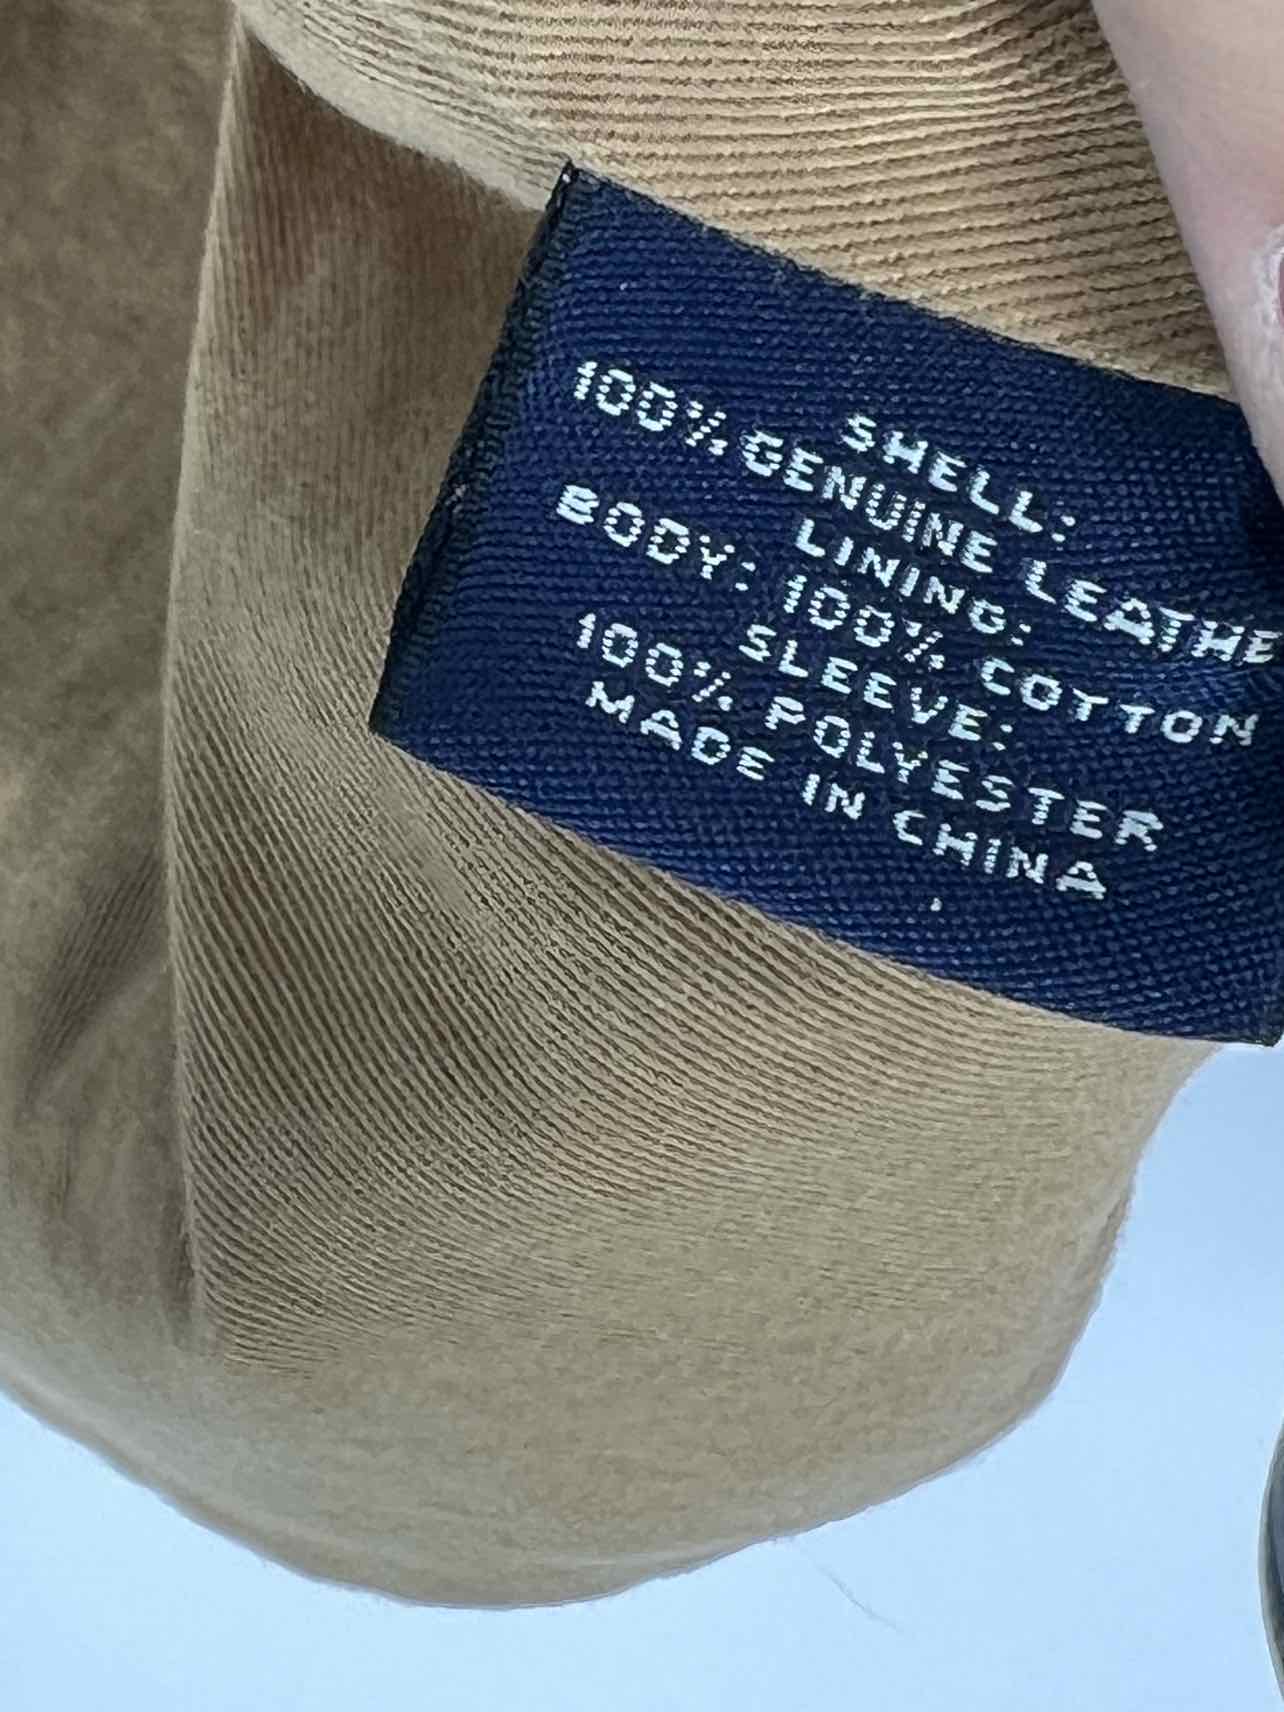 SHELL:
100% GENUINE LEATHE
LINING:
BODY: 100% COTTON
SLEEVE:
100% POLYESTER
MADE IN CHINA